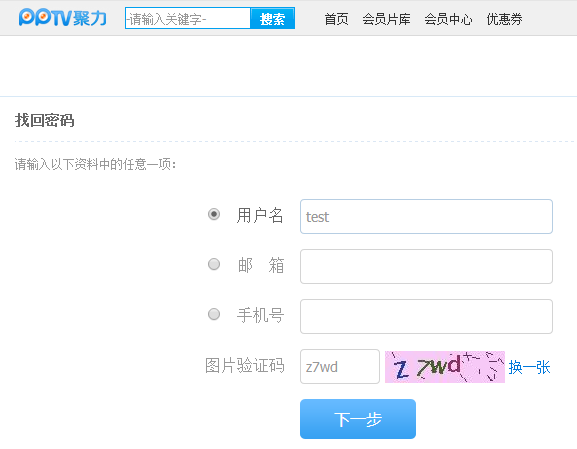 PPTV聚力 -请输入关键字- 搜索 首页 会员片库 会员中心 优惠券
找回密码
请输入以下资料中的任意一项：
用户名 test
邮 箱
手机号
图片验证码 z7wd z7wd 换一张
下一步